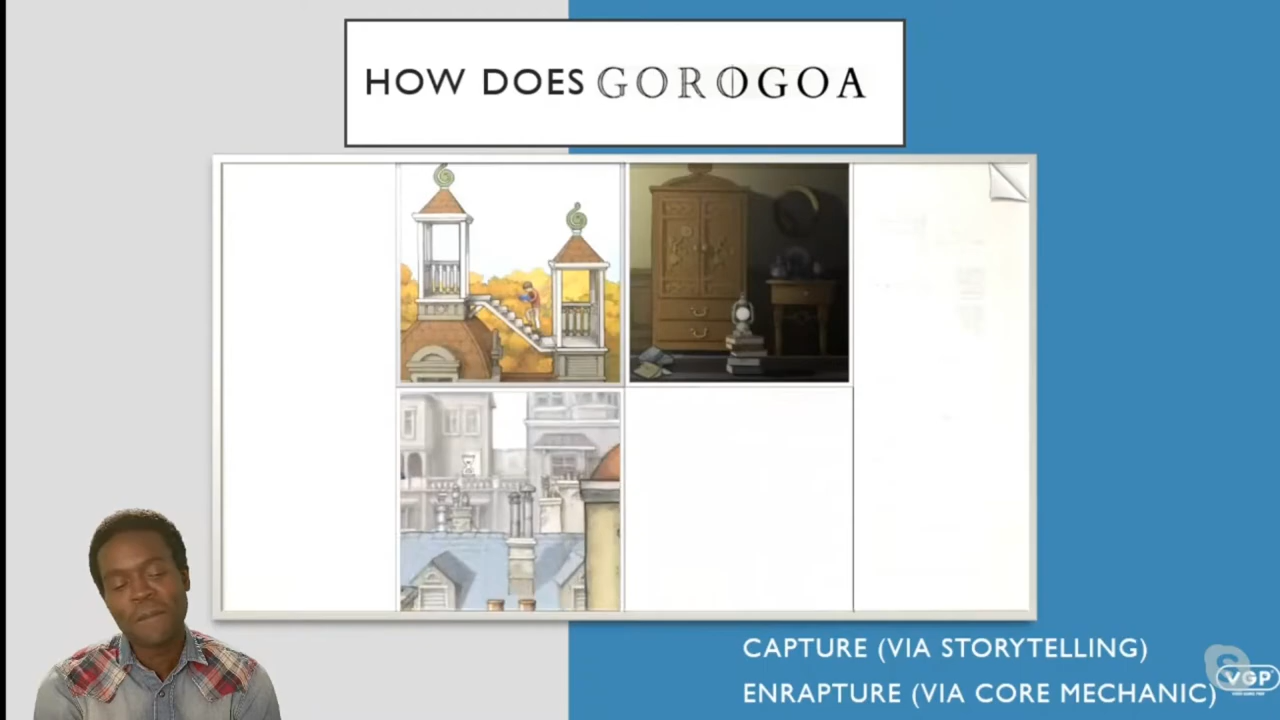 HOW DOES GOROGOA
CAPTURE (VIA STORYTELLING)
ENRAPTURE (VIA CORE MECHANIC)
VGP